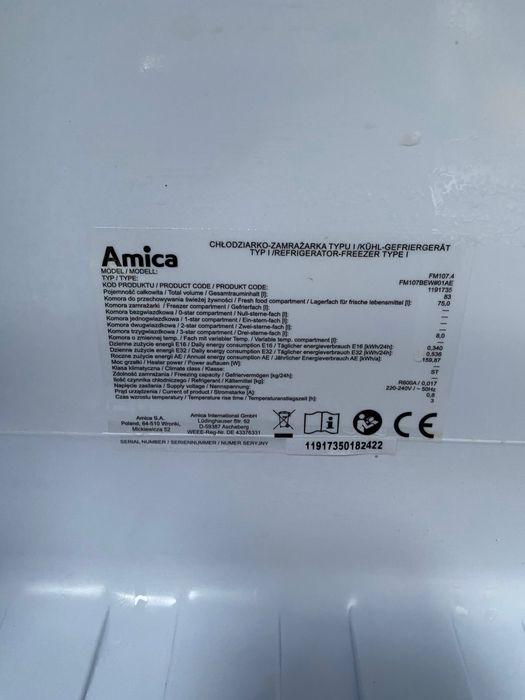 Amica
CHŁODZIARKO-ZAMRAŻARKA TYPU I /KÜHL-GEFRIERGERÄT
TYP I /REFRIGERATOR-FREEZER TYPE I
MODEL / MODELL: FM107.4
TYP / TYPE: FM107BEW#01AE
KOD PRODUKTU / PRODUCT CODE / PRODUCT CODE: 1191735
Pojemność całkowita / Total volume / Gesamtrauminhalt [l]: 83
Komora do przechowywania świeżej żywności / Fresh food compartment / Lagerfach für frische lebensmittel [l]: 75,0
Komora zamrażarki / Freezer compartment / Gefrierfach [l]: —
Komora bezgwiazdkowa / 0-star compartment / Null-sterne-fach [l]: —
Komora jednogwiazdkowa / 1-star compartment / Ein-stern-fach [l]: —
Komora dwugwiazdkowa / 2-star compartment / Zwei-sterne-fach [l]: —
Komora trzygwiazdkowa / 3-star compartment / Drei-sterne-fach [l]: 8,0
Komora o zmiennej temp. / Fach mit variabler Temp. / Variable temp. compartment [l]: —
Dzienne zużycie energii E16 / Daily energy consumption E16 / Täglicher energieverbrauch E16 [kWh/24h]: 0,340
Dzienne zużycie energii E32 / Daily energy consumption E32 / Täglicher energieverbrauch E32 [kWh/24h]: 0,536
Roczne zużycie energii AE / Annual energy consumption AE / Jährlicher energieverbrauch AE [kWh/a]: 159,87
Moc grzałki / Heater power / Power auftauen [W]: —
Klasa klimatyczna / Climate class / Klasse: ST
Zdolność zamrażania / Freezing capacity / Gefriervermögen [kg/24h]: —
Ilość czynnika chłodniczego / Refrigerant / Kältemittel [kg]: R600A / 0,017
Napięcie zasilania / Supply voltage / Nennspannung: 220-240V / ~ 50Hz
Prąd urządzenia / Current of product / Stromstärke [A]: 0,8
Czas wzrostu temperatury / Temperature rise time / Temperaturanstiegszeit [h]: 3
Amica S.A.
Poland, 64-510 Wronki,
Mickiewicza 52
Amica International GmbH
Lüdinghauser Str. 52
D-59387 Ascheberg
WEEE-Reg-Nr. DE 43376331
CE
SERIAL NUMBER / SERIENNUMMER / NUMER SERYJNY 11917350182422